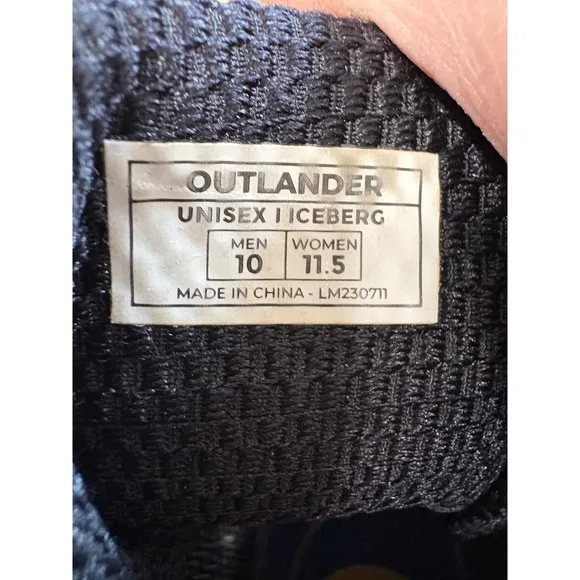 OUTLANDER
UNISEX | ICEBERG
MEN WOMEN
10 11.5
MADE IN CHINA - LM230711